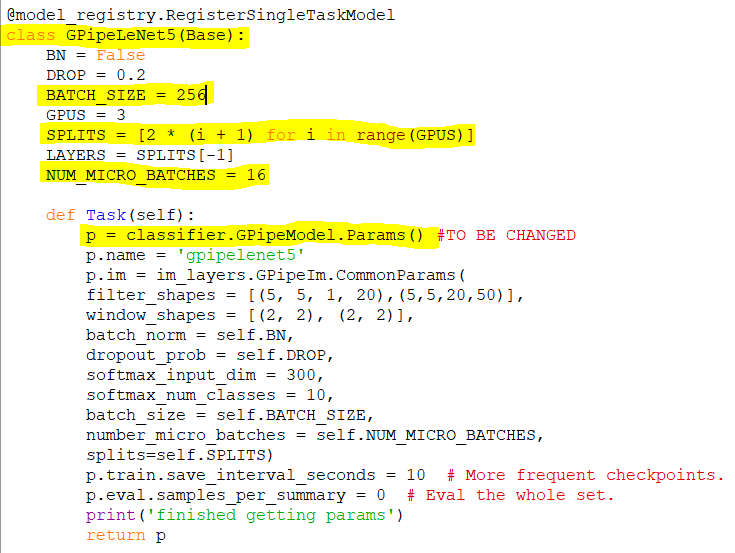 @model_registry.RegisterSingleTaskModel
class GPipeLeNet5(Base):
    BN = False
    DROP = 0.2
    BATCH_SIZE = 256
    GPUS = 3
    SPLITS = [2 * (i + 1) for i in range(GPUS)]
    LAYERS = SPLITS[-1]
    NUM_MICRO_BATCHES = 16

    def Task(self):
        p = classifier.GPipeModel.Params() #TO BE CHANGED
        p.name = 'gpipelenet5'
        p.im = im_layers.GPipeIm.CommonParams(
        filter_shapes = [(5, 5, 1, 20),(5,5,20,50)],
        window_shapes = [(2, 2), (2, 2)],
        batch_norm = self.BN,
        dropout_prob = self.DROP,
        softmax_input_dim = 300,
        softmax_num_classes = 10,
        batch_size = self.BATCH_SIZE,
        number_micro_batches = self.NUM_MICRO_BATCHES,
        splits=self.SPLITS)
        p.train.save_interval_seconds = 10  # More frequent checkpoints.
        p.eval.samples_per_summary = 0  # Eval the whole set.
        print('finished getting params')
        return p